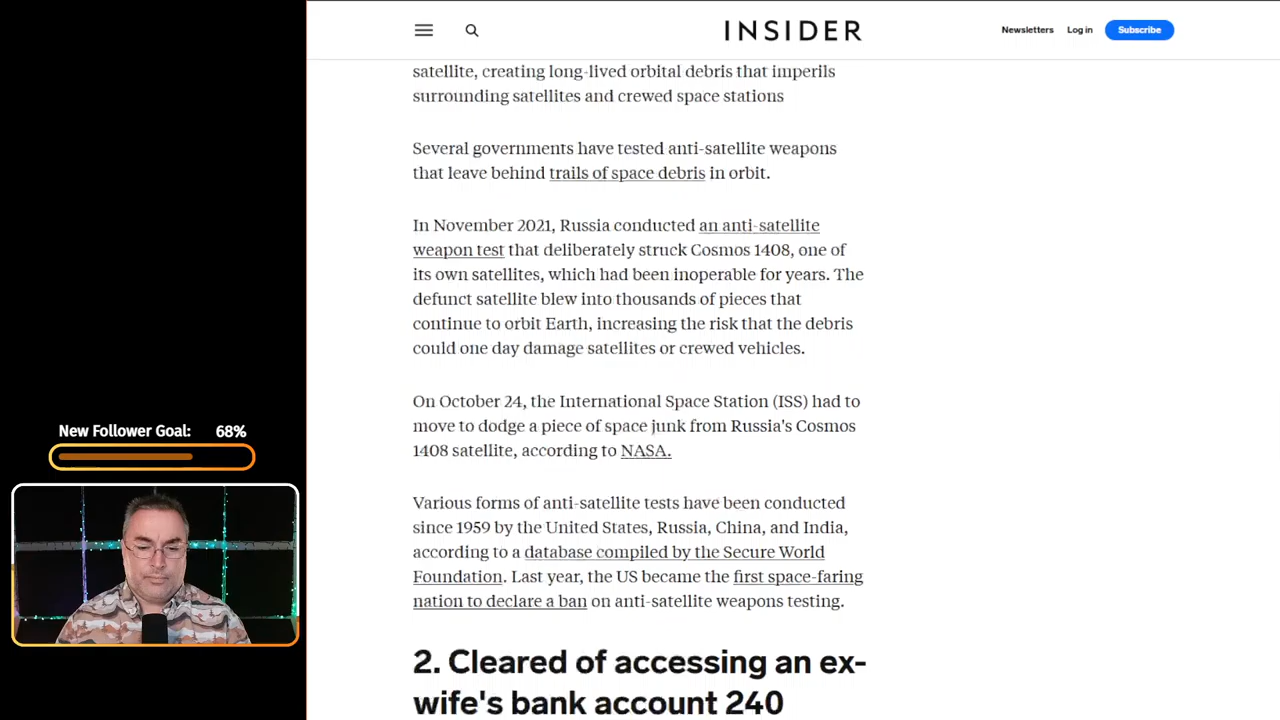 INSIDER
Newsletters
Log in
Subscribe
satellite, creating long-lived orbital debris that imperils
surrounding satellites and crewed space stations
Several governments have tested anti-satellite weapons
that leave behind trails of space debris in orbit.
In November 2021, Russia conducted an anti-satellite
weapon test that deliberately struck Cosmos 1408, one of
its own satellites, which had been inoperable for years. The
defunct satellite blew into thousands of pieces that
continue to orbit Earth, increasing the risk that the debris
could one day damage satellites or crewed vehicles.
On October 24, the International Space Station (ISS) had to
move to dodge a piece of space junk from Russia's Cosmos
1408 satellite, according to NASA.
Various forms of anti-satellite tests have been conducted
since 1959 by the United States, Russia, China, and India,
according to a database compiled by the Secure World
Foundation. Last year, the US became the first space-faring
nation to declare a ban on anti-satellite weapons testing.
2. Cleared of accessing an ex-
wife's bank account 240
New Follower Goal: 68%